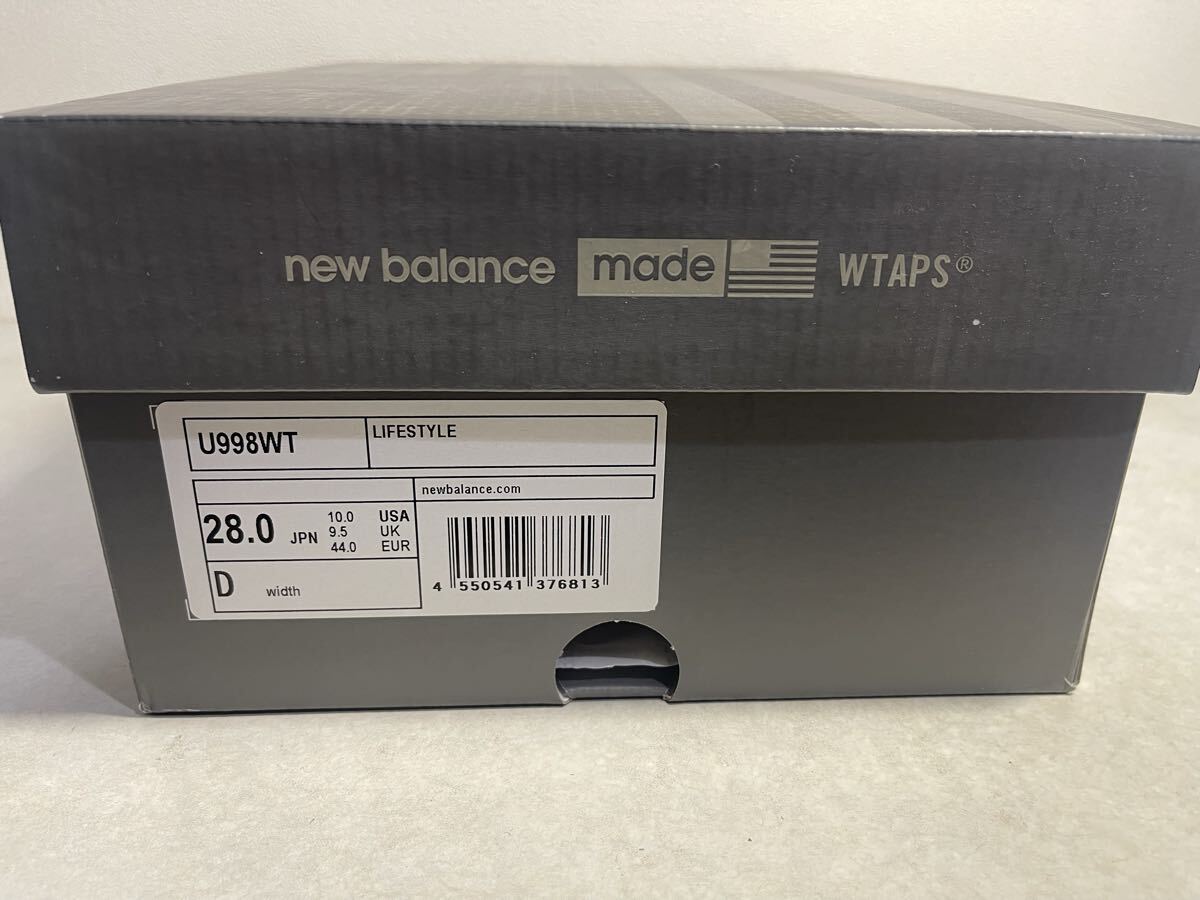 new balance made WTAPS®
U998WT LIFESTYLE
newbalance.com
28.0 JPN 10.0 USA
9.5 UK
44.0 EUR
D width
4 550541 376813